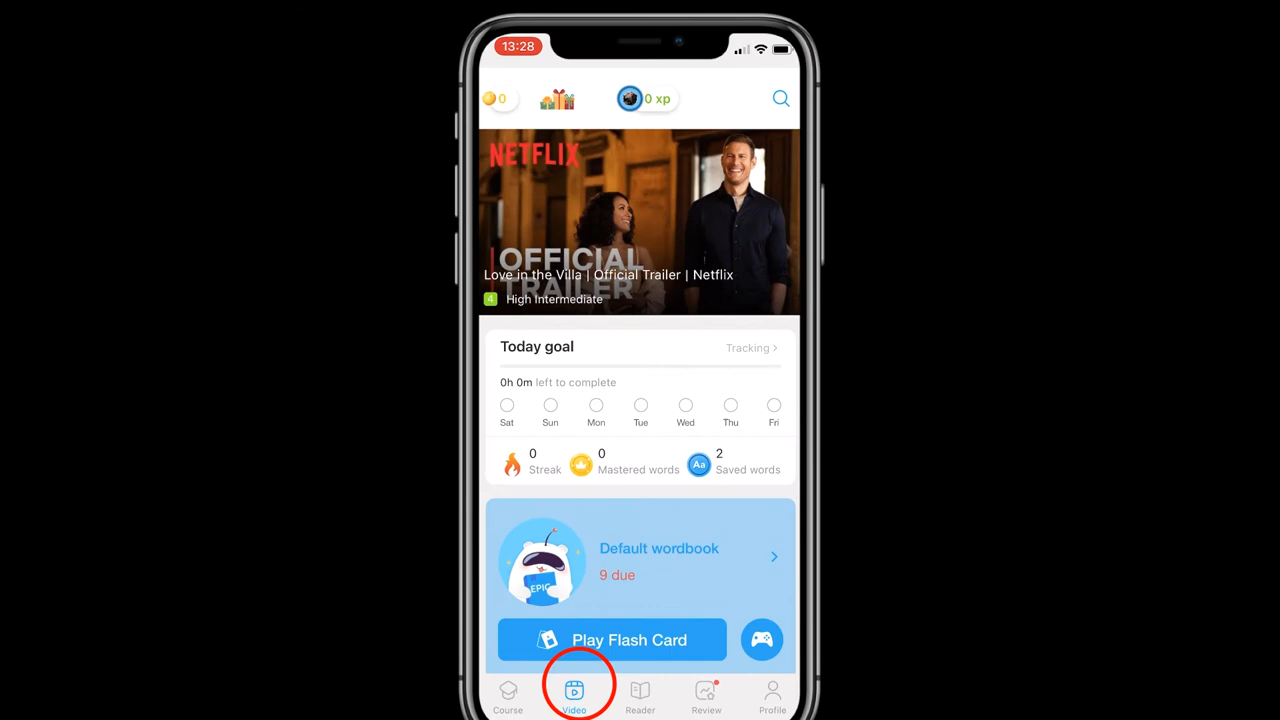 13:28
0
0 xp
NETFLIX
OFFICIAL
TRAILER
Love in the Villa | Official Trailer | Netflix
4 High Intermediate
Today goal
Tracking >
0h 0m left to complete
Sat Sun Mon Tue Wed Thu Fri
0 0 2
Streak Mastered words Aa Saved words
Default wordbook
9 due
EPIC
Play Flash Card
Course Video Reader Review Profile